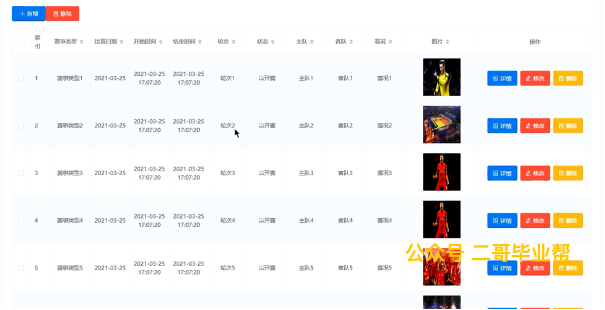 + 新增 删除
索引 赛事类型 比赛日期 开始时间 结束时间 轮次 状态 主队 客队 赛况 图片 操作
1 赛事类型1 2021-03-25 2021-03-25 17:07:20 2021-03-25 17:07:20 轮次1 以开赛 主队1 客队1 赛况1 详情 修改 删除
2 赛事类型2 2021-03-25 2021-03-25 17:07:20 2021-03-25 17:07:20 轮次2 以开赛 主队2 客队2 赛况2 详情 修改 删除
3 赛事类型3 2021-03-25 2021-03-25 17:07:20 2021-03-25 17:07:20 轮次3 以开赛 主队3 客队3 赛况3 详情 修改 删除
4 赛事类型4 2021-03-25 2021-03-25 17:07:20 2021-03-25 17:07:20 轮次4 以开赛 主队4 客队4 赛况4 详情 修改 删除
公众号 二哥毕业帮
5 赛事类型5 2021-03-25 2021-03-25 17:07:20 2021-03-25 17:07:20 轮次5 以开赛 主队5 客队5 赛况5 详情 修改 删除